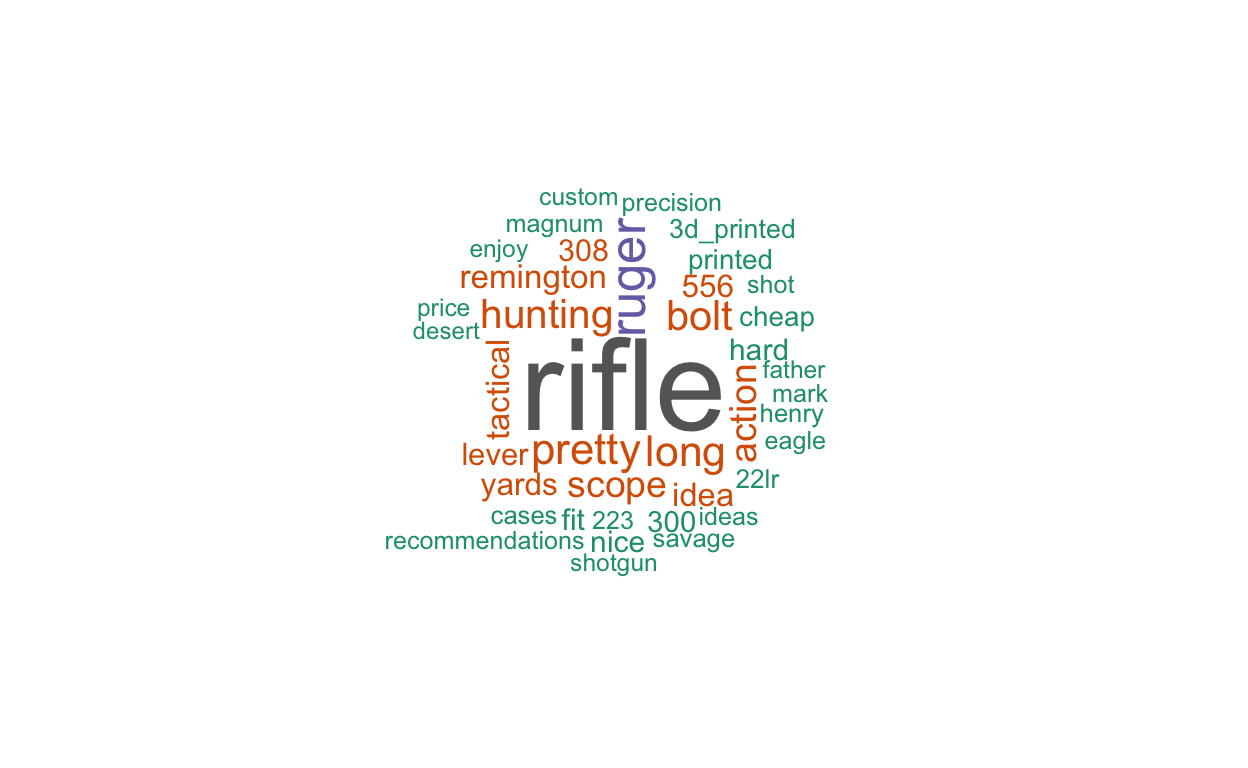 custom
precision
magnum
3d_printed
enjoy
308
ruger
printed
remington
556
shot
price
hunting
bolt
cheap
desert
tactical
rifle
hard
father
action
mark
henry
lever
pretty
long
eagle
yards
scope
idea
22lr
cases
fit
223
300
ideas
recommendations
nice
savage
shotgun